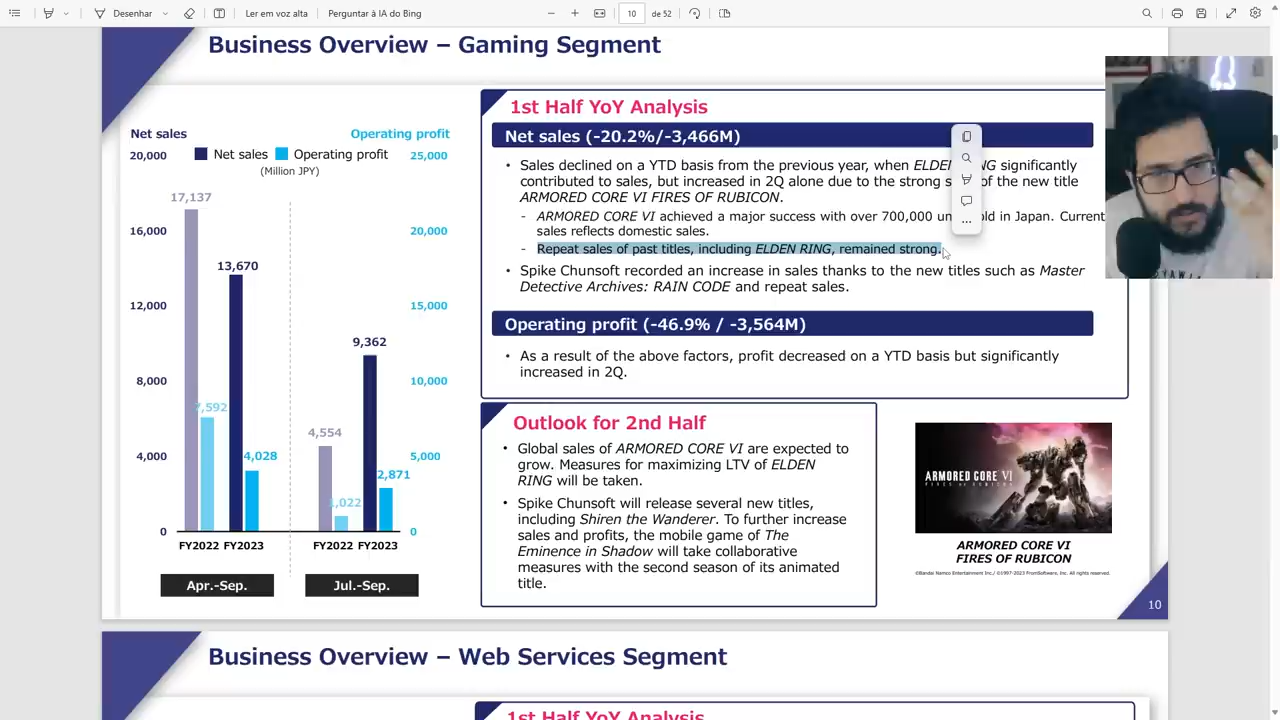 Desenhar
Ler em voz alta
Perguntar à IA do Bing
10 de 52
Business Overview – Gaming Segment
Net sales
Operating profit
Net sales
Operating profit
(Million JPY)
20,000
16,000
12,000
8,000
4,000
0
25,000
20,000
15,000
10,000
5,000
0
17,137
7,592
13,670
4,028
4,554
1,022
9,362
2,871
FY2022 FY2023
FY2022 FY2023
Apr.-Sep.
Jul.-Sep.
1st Half YoY Analysis
Net sales (-20.2%/-3,466M)
• Sales declined on a YTD basis from the previous year, when significantly
contributed to sales, but increased in 2Q alone due to the strong of the new title
ARMORED CORE VI FIRES OF RUBICON.
- ARMORED CORE VI achieved a major success with over 700,000 in Japan. Current
sales reflects domestic sales.
- Repeat sales of past titles, including ELDEN RING, remained strong.
• Spike Chunsoft recorded an increase in sales thanks to the new titles such as Master
Detective Archives: RAIN CODE and repeat sales.
Operating profit (-46.9% / -3,564M)
• As a result of the above factors, profit decreased on a YTD basis but significantly
increased in 2Q.
Outlook for 2nd Half
• Global sales of ARMORED CORE VI are expected to
grow. Measures for maximizing LTV of ELDEN
RING will be taken.
• Spike Chunsoft will release several new titles,
including Shiren the Wanderer. To further increase
sales and profits, the mobile game of The
Eminence in Shadow will take collaborative
measures with the second season of its animated
title.
ARMORED CORE VI
FIRES OF RUBICON
ARMORED CORE VI
FIRES OF RUBICON
©Bandai Namco Entertainment Inc./ ©1997-2023 FromSoftware, Inc. All rights reserved.
10
Business Overview – Web Services Segment
1st Half YoY Analysis